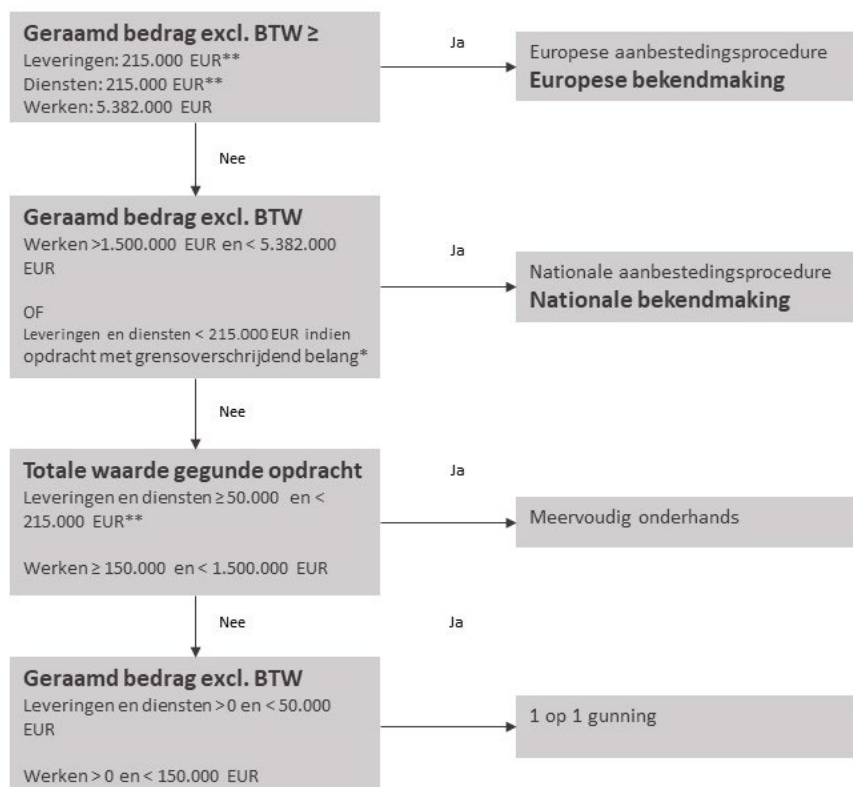 Geraamd bedrag excl. BTW ≥
Leveringen: 215.000 EUR**
Diensten: 215.000 EUR**
Werken: 5.382.000 EUR
Ja
Europese aanbestedingsprocedure
Europese bekendmaking
Nee
Geraamd bedrag excl. BTW
Werken >1.500.000 EUR en < 5.382.000
EUR
OF
Leveringen en diensten < 215.000 EUR indien
opdracht met grensoverschrijdend belang*
Ja
Nationale aanbestedingsprocedure
Nationale bekendmaking
Nee
Totale waarde gegunde opdracht
Leveringen en diensten ≥ 50.000 en <
215.000 EUR**
Werken ≥ 150.000 en < 1.500.000 EUR
Ja
Meervoudig onderhands
Nee
Geraamd bedrag excl. BTW
Leveringen en diensten > 0 en < 50.000
EUR
Werken > 0 en < 150.000 EUR
Ja
1 op 1 gunning